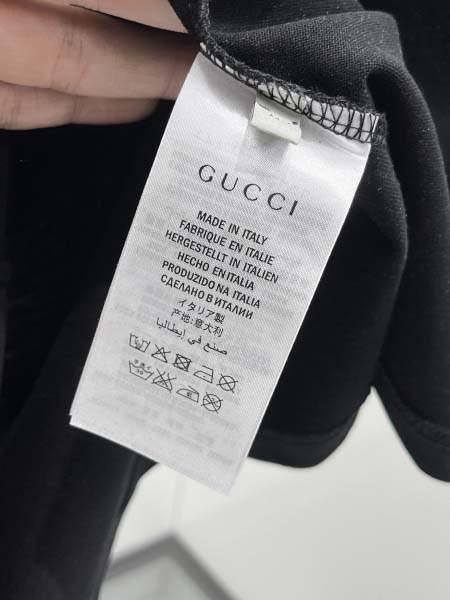 GUCCI
MADE IN ITALY
FABRIQUE EN ITALIE
HERGESTELLT IN ITALIEN
HECHO EN ITALIA
PRODUZIDO NA ITALIA
СДЕЛАНО В ИТАЛИИ
イタリア製
产地:意大利
صنع في إيطاليا